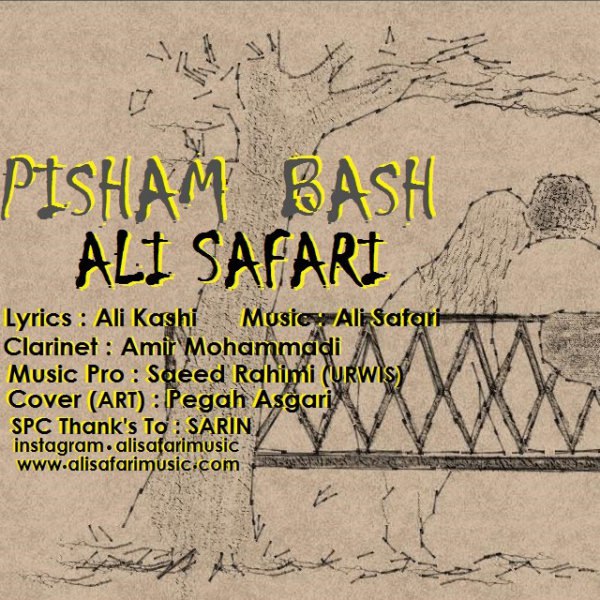 PISHAM BASH
ALI SAFARI
Lyrics : Ali Kashi Music : Ali Safari
Clarinet : Amir Mohammadi
Music Pro : Saeed Rahimi (URWIS)
Cover (ART) : Pegah Asgari
SPC Thank's To : SARIN
instagram.alisafarimusic
www.alisafarimusic.com